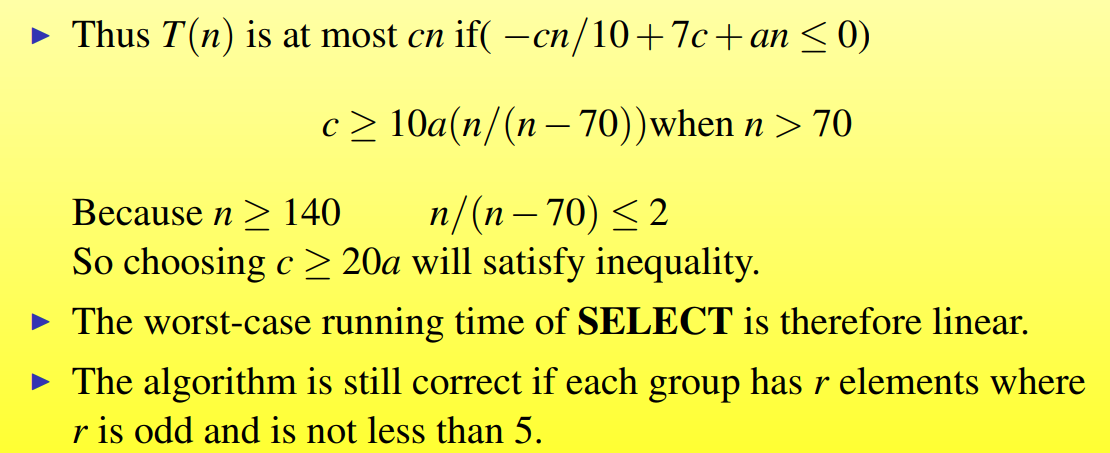 ► Thus T(n) is at most cn if( −cn/10+7c+an ≤ 0)
c ≥ 10a(n/(n−70))when n > 70
Because n ≥ 140 n/(n−70) ≤ 2
So choosing c ≥ 20a will satisfy inequality.
► The worst-case running time of SELECT is therefore linear.
► The algorithm is still correct if each group has r elements where
r is odd and is not less than 5.